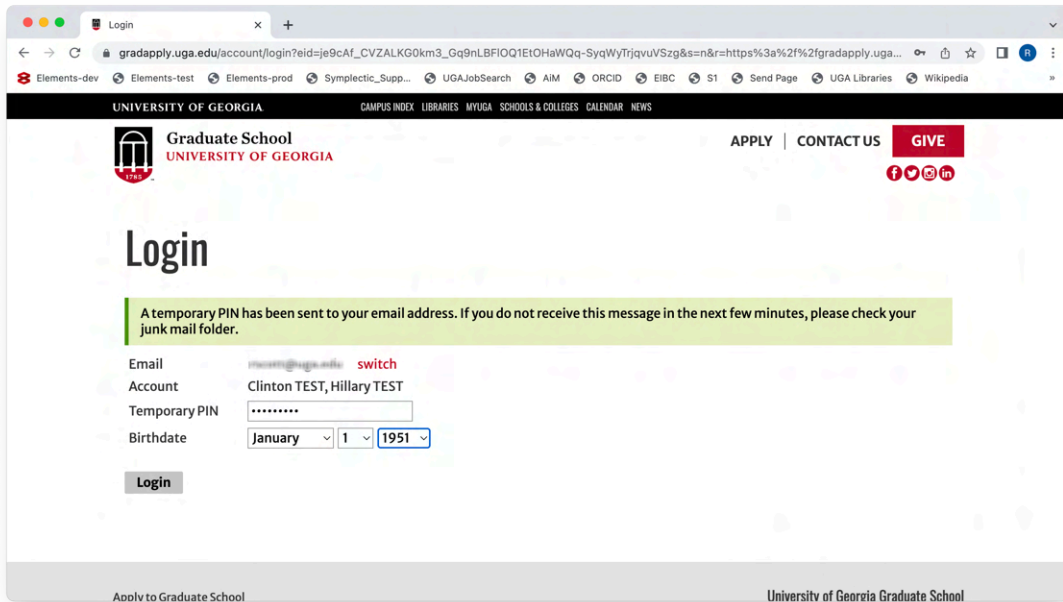 Login
gradapply.uga.edu/account/login?eid=je9cAf_CVZALKG0km3_Gq9nLBFIOQ1EtOHaWQq-SyqWyTrjqvuVSzg&s=n&r=https%3a%2f%2fgradapply.uga...
R
Elements-dev Elements-test Elements-prod Symplectic_Supp... UGAJobSearch AiM ORCID EIBC S1 Send Page UGA Libraries Wikipedia »
UNIVERSITY OF GEORGIA CAMPUS INDEX LIBRARIES MYUGA SCHOOLS & COLLEGES CALENDAR NEWS
Graduate School
UNIVERSITY OF GEORGIA
1785
APPLY | CONTACT US GIVE
Login
A temporary PIN has been sent to your email address. If you do not receive this message in the next few minutes, please check your
junk mail folder.
Email switch
Account Clinton TEST, Hillary TEST
Temporary PIN •••••••••
Birthdate January 1 1951
Login
Apply to Graduate School University of Georgia Graduate School